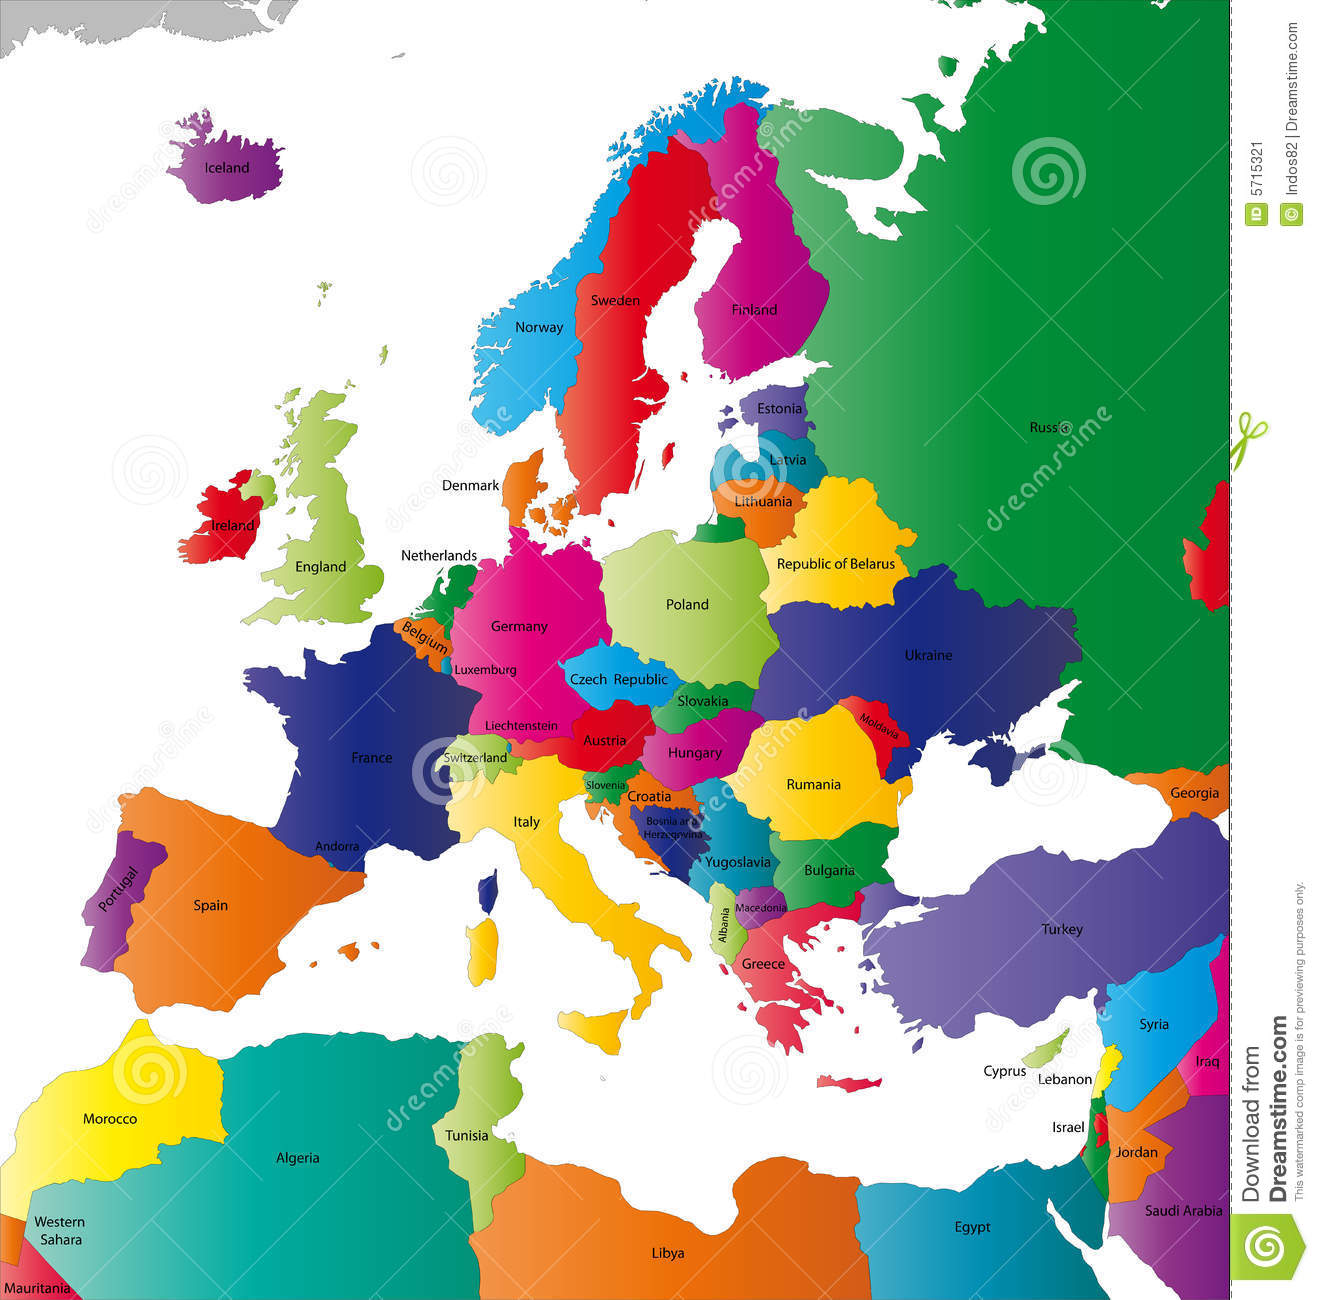 Iceland
Norway
Sweden
Finland
Russia
Estonia
Latvia
Lithuania
Denmark
Ireland
England
Netherlands
Republic of Belarus
Poland
Belgium
Germany
Luxemburg
Ukraine
Czech Republic
Slovakia
Liechtenstein
Austria
Moldavia
France
Switzerland
Hungary
Rumania
Georgia
Slovenia
Croatia
Italy
Bosnia and
Herzegovina
Andorra
Yugoslavia
Bulgaria
Portugal
Spain
Albania
Macedonia
Greece
Turkey
Syria
Iraq
Cyprus
Lebanon
Morocco
Algeria
Tunisia
Israel
Jordan
Saudi Arabia
Western
Sahara
Mauritania
Libya
Egypt
dreamstime
ID 5715321
© Indos82 | Dreamstime.com
Download from
Dreamstime.com
This watermarked comp image is for previewing purposes only.